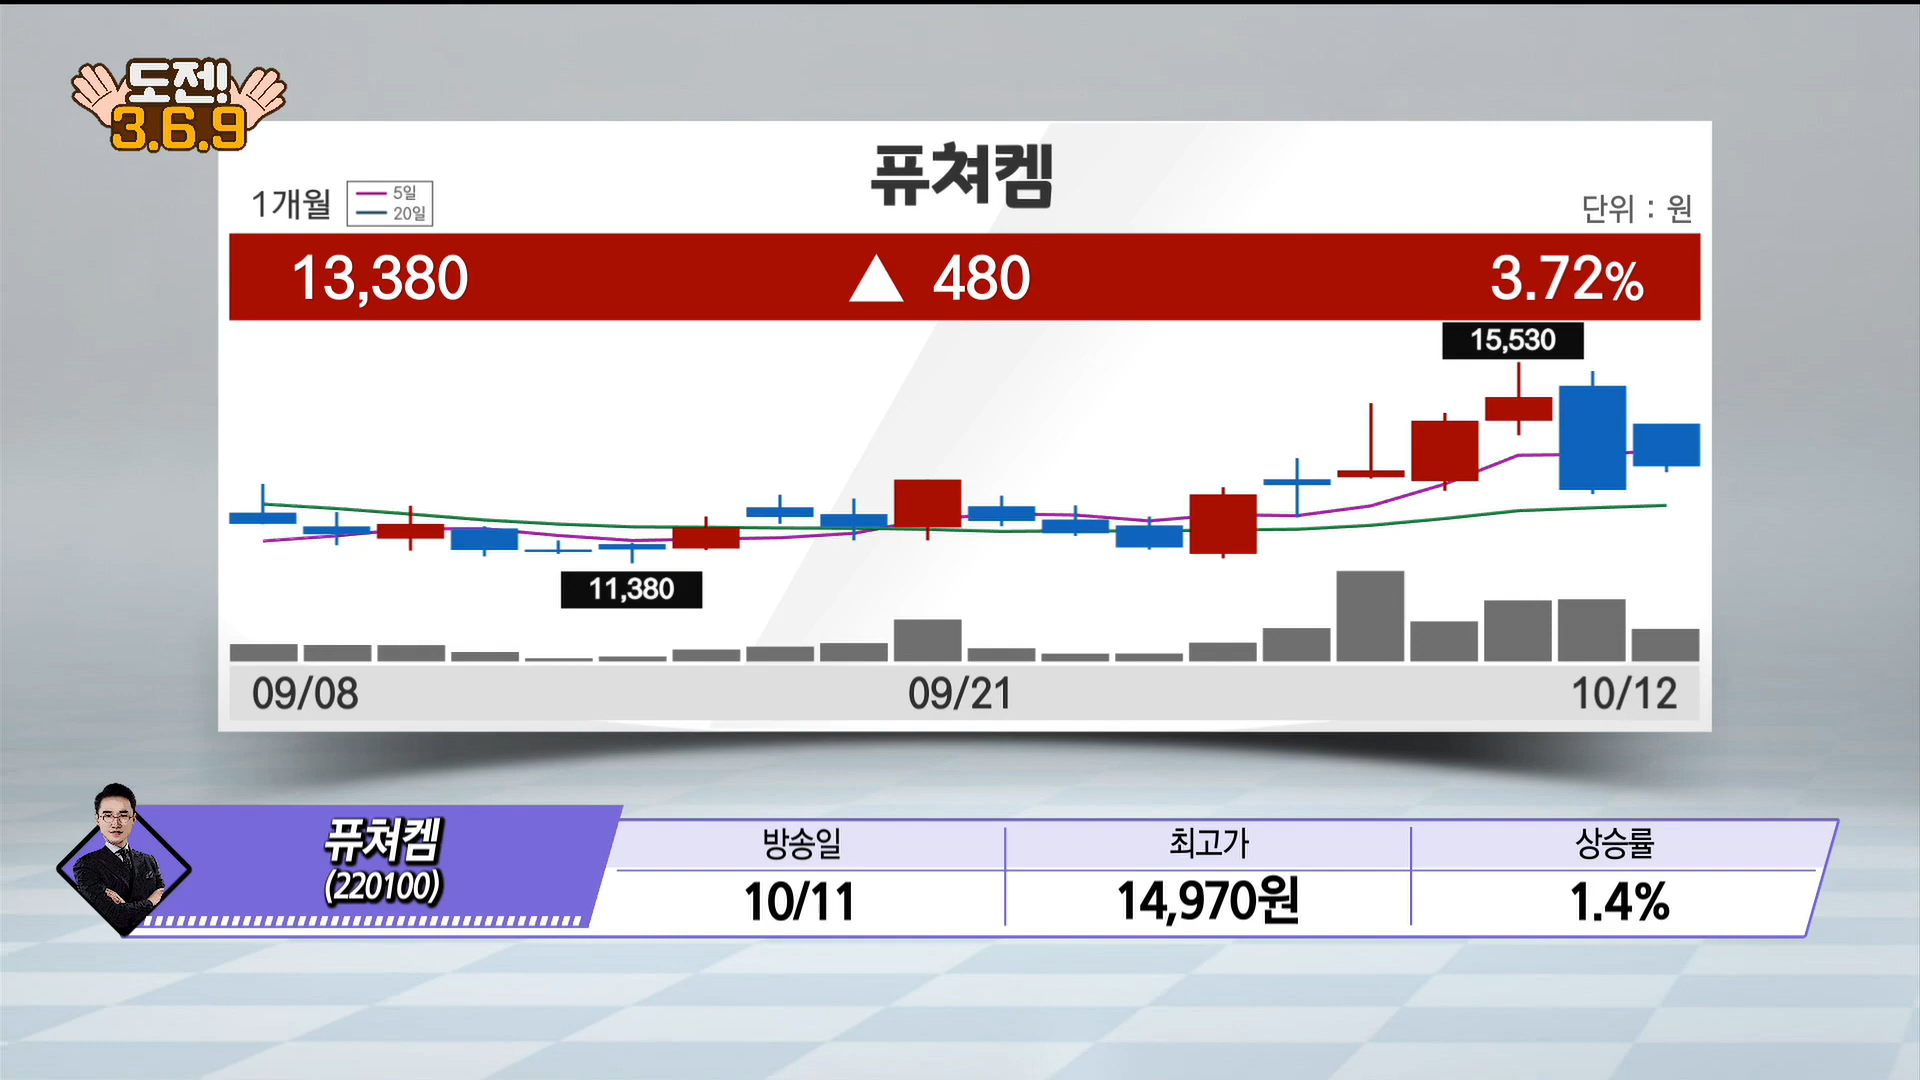 도전!
3.6.9
퓨쳐켐
1개월
5일
20일
단위 : 원
13,380 ▲ 480 3.72%
15,530
11,380
09/08 09/21 10/12
퓨쳐켐
(220100)
방송일 최고가 상승률
10/11 14,970원 1.4%